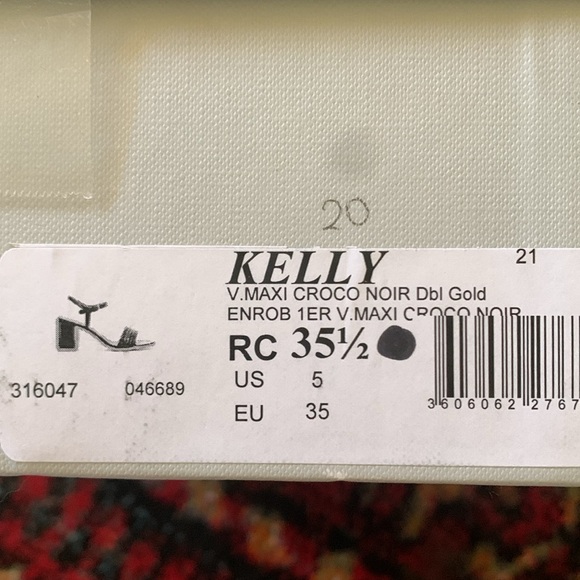 20
KELLY 21
V.MAXI CROCO NOIR Dbl Gold
ENROB 1ER V.MAXI CROCO NOIR
RC 35½
US 5
316047 046689
EU 35
3606062 2767